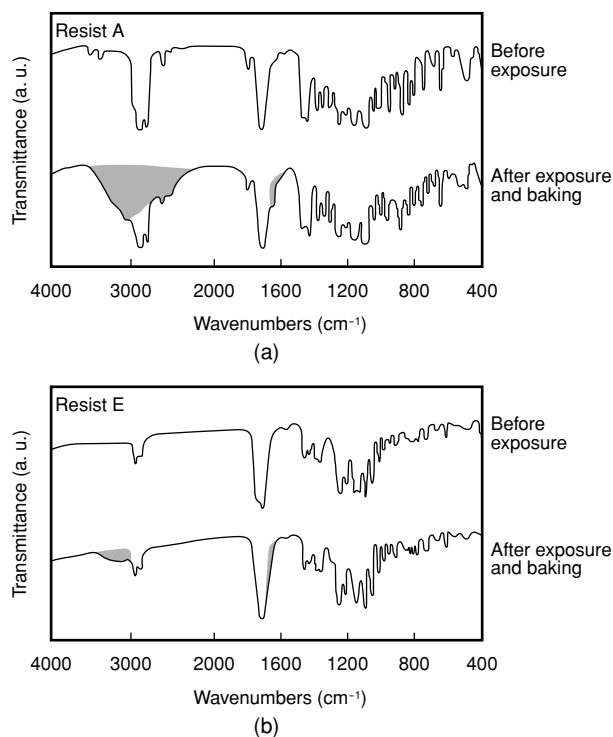 Resist A
Before
exposure
After exposure
and baking
Transmittance (a. u.)
4000 3000 2000 1600 1200 800 400
Wavenumbers (cm⁻¹)
(a)
Resist E
Before
exposure
After exposure
and baking
Transmittance (a. u.)
4000 3000 2000 1600 1200 800 400
Wavenumbers (cm⁻¹)
(b)